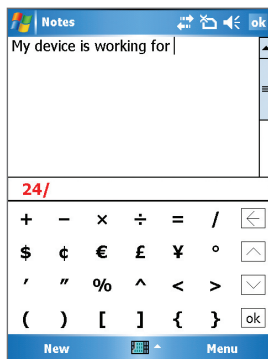 Notes ok
My device is working for
24/
+ − × ÷ = / ←
$ ¢ € £ ¥ °
′ ″ % ^ < >
( ) [ ] { } ok
New Menu